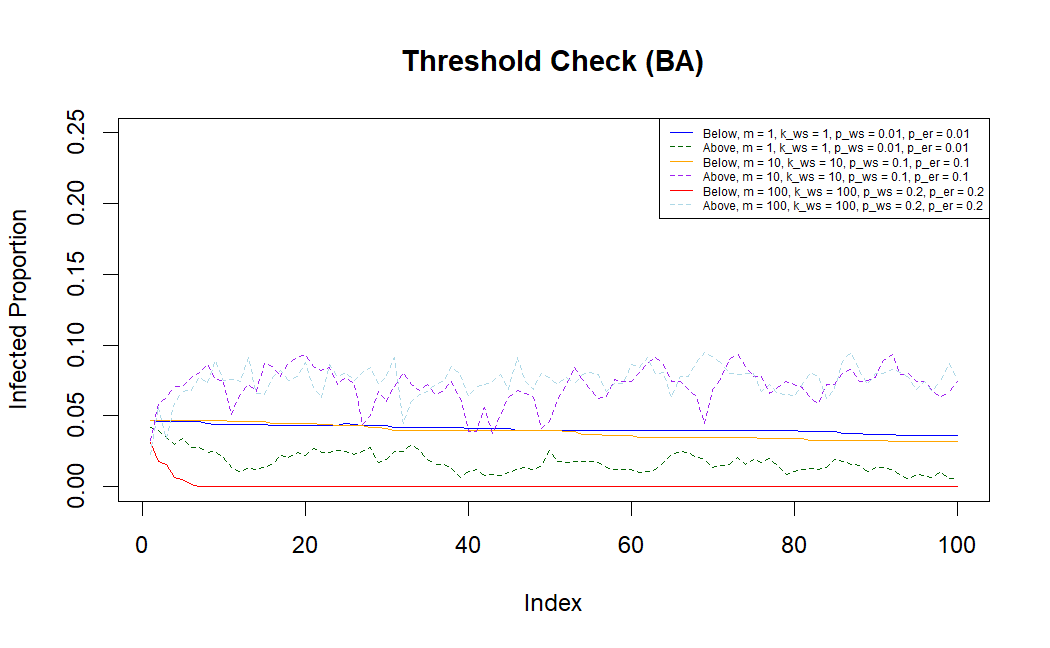 Threshold Check (BA)
Infected Proportion
0.25
0.20
0.15
0.10
0.05
0.00
Below, m = 1, k_ws = 1, p_ws = 0.01, p_er = 0.01
Above, m = 1, k_ws = 1, p_ws = 0.01, p_er = 0.01
Below, m = 10, k_ws = 10, p_ws = 0.1, p_er = 0.1
Above, m = 10, k_ws = 10, p_ws = 0.1, p_er = 0.1
Below, m = 100, k_ws = 100, p_ws = 0.2, p_er = 0.2
Above, m = 100, k_ws = 100, p_ws = 0.2, p_er = 0.2
0 20 40 60 80 100
Index